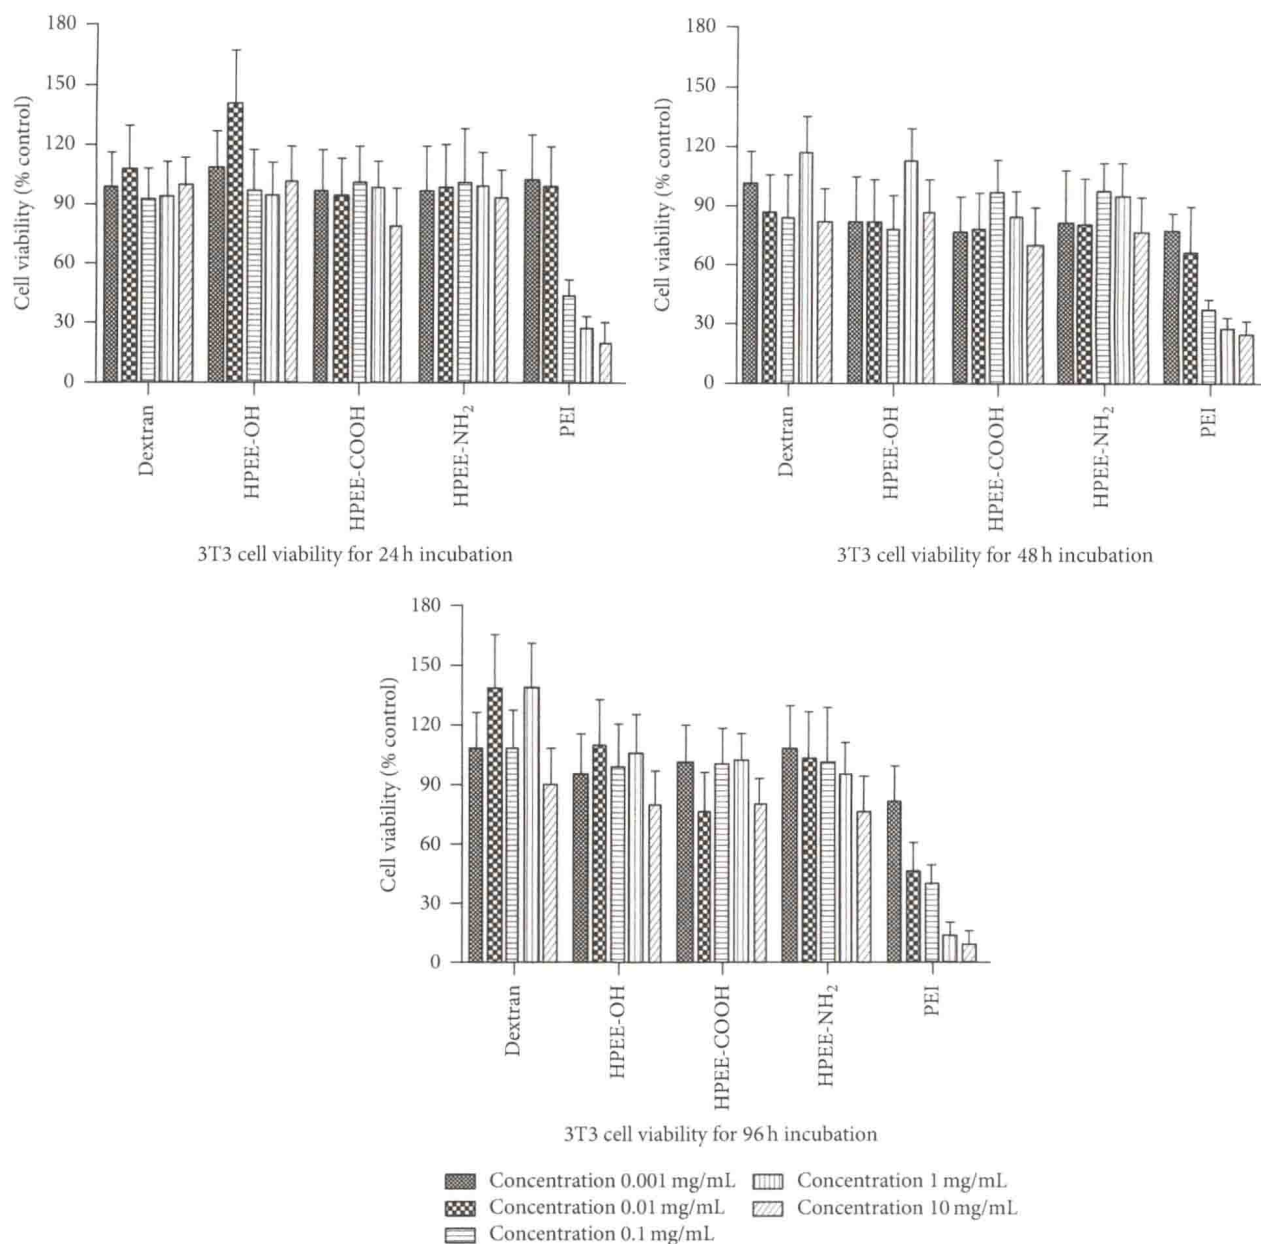 180
150
120
90
60
30
0
Cell viability (% control)
Dextran
HPEE-OH
HPEE-COOH
HPEE-NH₂
PEI
3T3 cell viability for 24 h incubation
180
150
120
90
60
30
0
Cell viability (% control)
Dextran
HPEE-OH
HPEE-COOH
HPEE-NH₂
PEI
3T3 cell viability for 48 h incubation
180
150
120
90
60
30
0
Cell viability (% control)
Dextran
HPEE-OH
HPEE-COOH
HPEE-NH₂
PEI
3T3 cell viability for 96 h incubation
Concentration 0.001 mg/mL
Concentration 0.01 mg/mL
Concentration 0.1 mg/mL
Concentration 1 mg/mL
Concentration 10 mg/mL